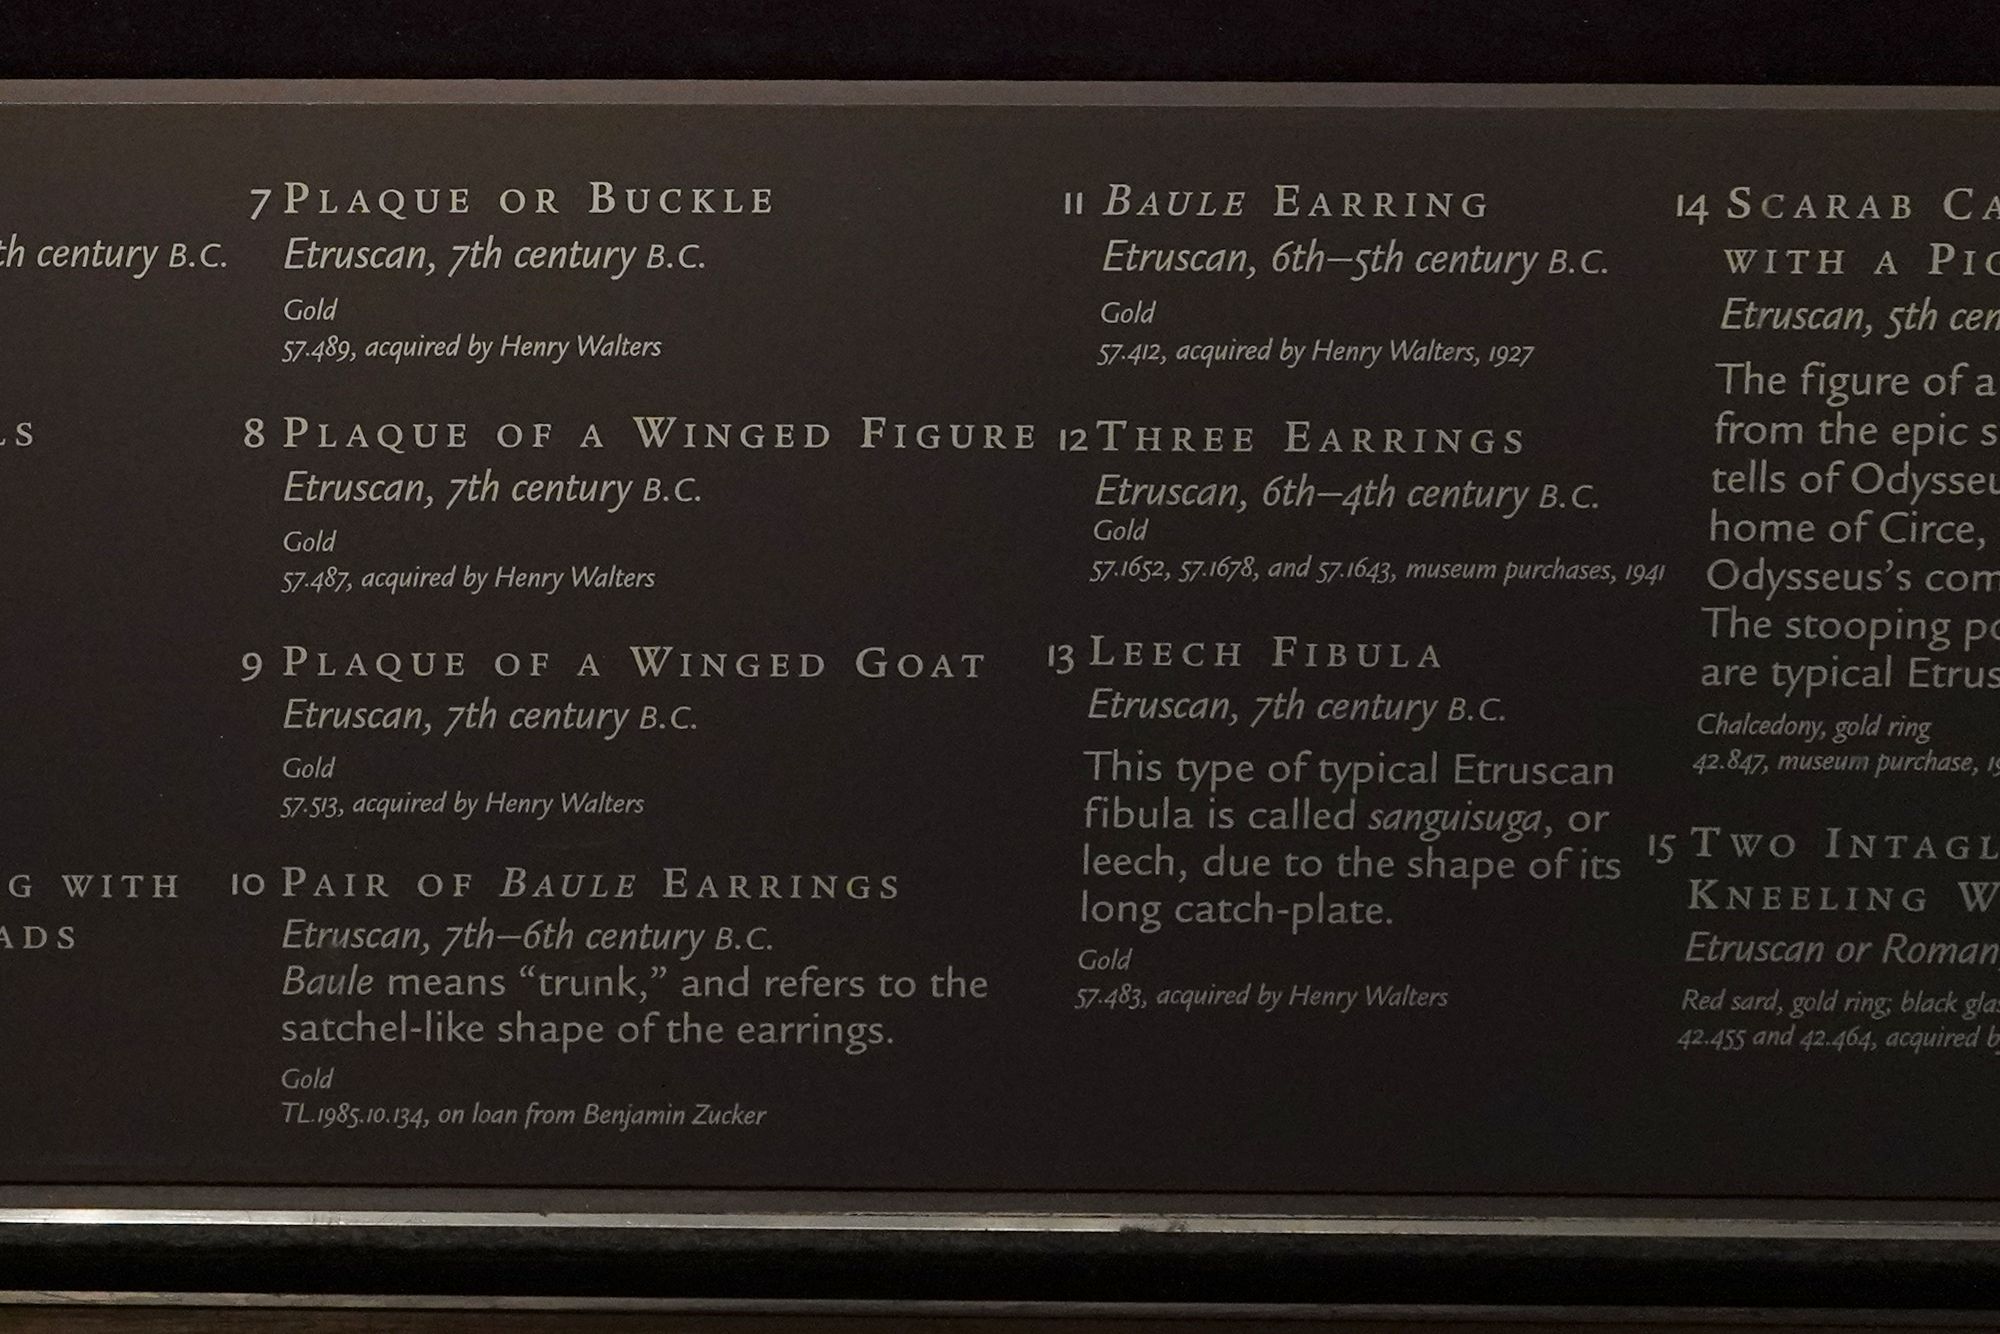 th century B.C.
LS
G WITH
ADS
7 PLAQUE OR BUCKLE
Etruscan, 7th century B.C.
Gold
57.489, acquired by Henry Walters
8 PLAQUE OF A WINGED FIGURE
Etruscan, 7th century B.C.
Gold
57.487, acquired by Henry Walters
9 PLAQUE OF A WINGED GOAT
Etruscan, 7th century B.C.
Gold
57.513, acquired by Henry Walters
10 PAIR OF BAULE EARRINGS
Etruscan, 7th–6th century B.C.
Baule means “trunk,” and refers to the
satchel-like shape of the earrings.
Gold
TL.1985.10.134, on loan from Benjamin Zucker
11 BAULE EARRING
Etruscan, 6th–5th century B.C.
Gold
57.412, acquired by Henry Walters, 1927
12 THREE EARRINGS
Etruscan, 6th–4th century B.C.
Gold
57.1652, 57.1678, and 57.1643, museum purchases, 1941
13 LEECH FIBULA
Etruscan, 7th century B.C.
This type of typical Etruscan
fibula is called sanguisuga, or
leech, due to the shape of its
long catch-plate.
Gold
57.483, acquired by Henry Walters
14 SCARAB CA
WITH A PIG
Etruscan, 5th cen
The figure of a
from the epic s
tells of Odysseu
home of Circe,
Odysseus’s com
The stooping po
are typical Etrus
Chalcedony, gold ring
42.847, museum purchase, 19
15 TWO INTAGL
KNEELING W
Etruscan or Roman,
Red sard, gold ring; black glas
42.455 and 42.464, acquired b